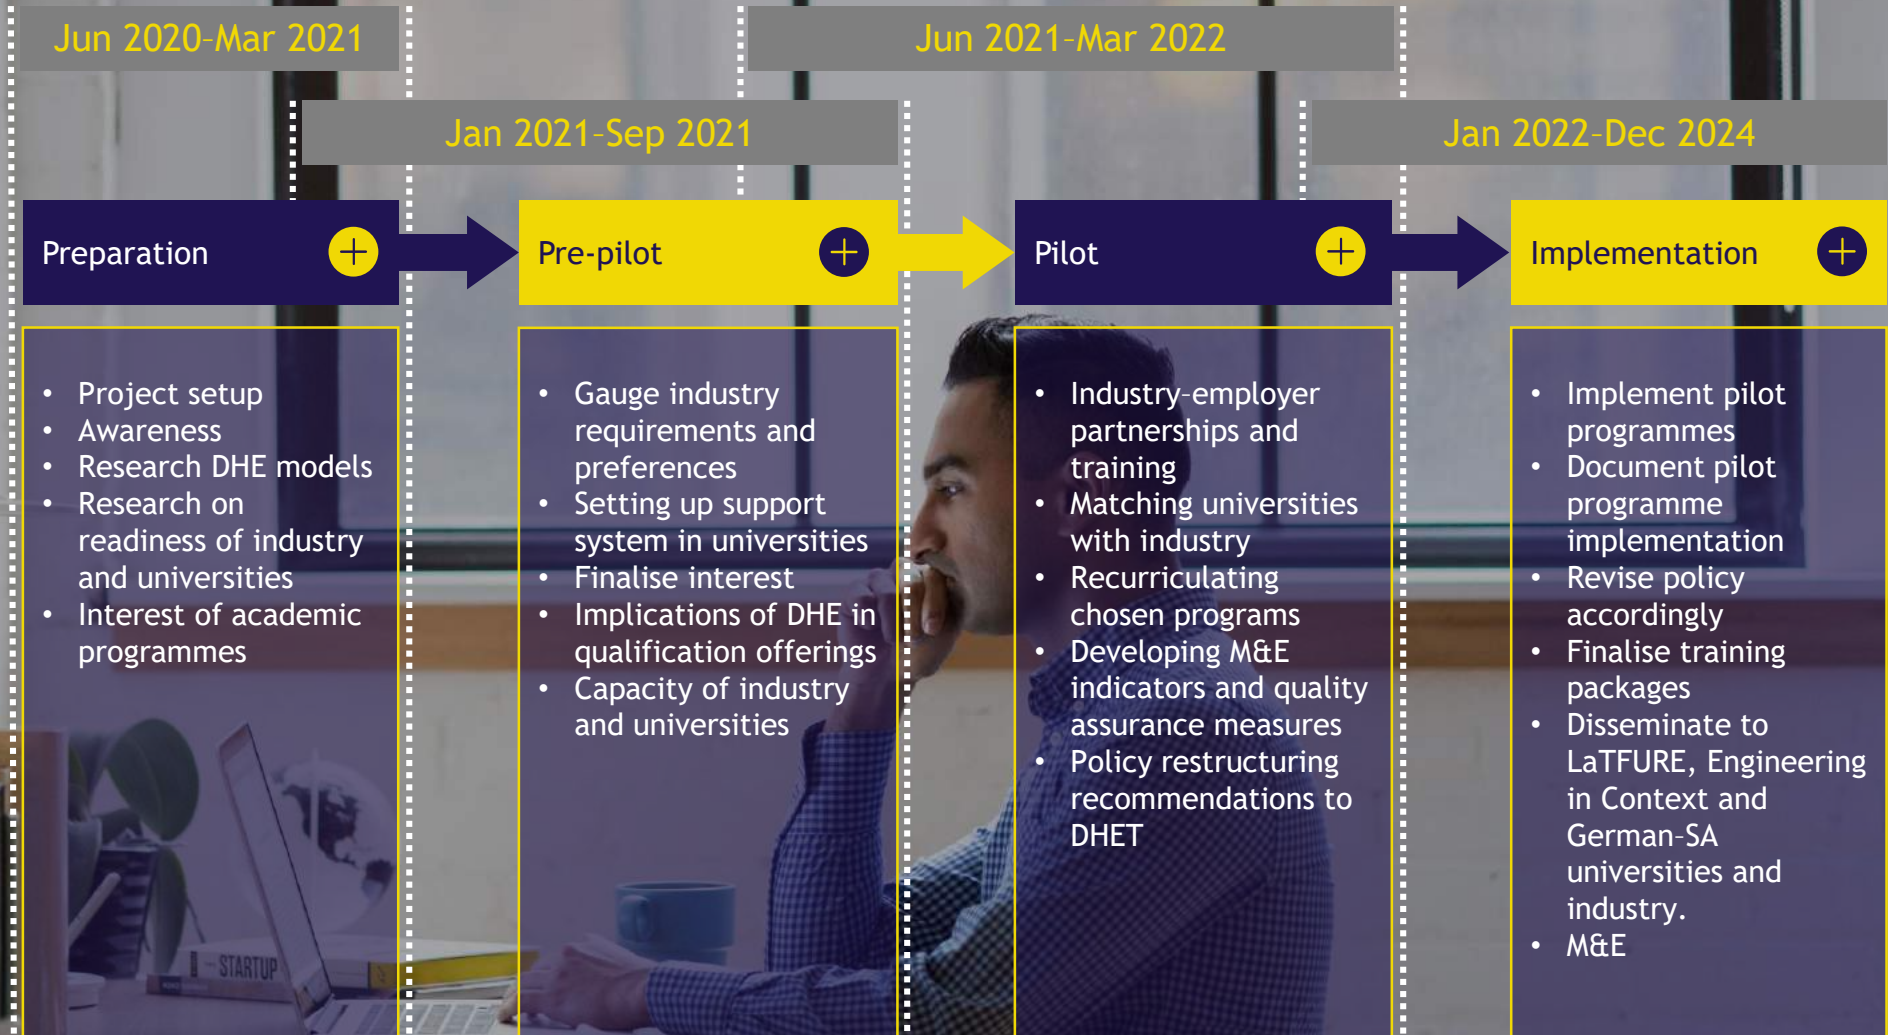 Jun 2020–Mar 2021
Jun 2021–Mar 2022
Jan 2021–Sep 2021
Jan 2022–Dec 2024
Preparation
Pre-pilot
Pilot
Implementation
• Project setup
• Awareness
• Research DHE models
• Research on
readiness of industry
and universities
• Interest of academic
programmes
• Gauge industry
requirements and
preferences
• Setting up support
system in universities
• Finalise interest
• Implications of DHE in
qualification offerings
• Capacity of industry
and universities
• Industry–employer
partnerships and
training
• Matching universities
with industry
• Recurriculating
chosen programs
• Developing M&E
indicators and quality
assurance measures
• Policy restructuring
recommendations to
DHET
• Implement pilot
programmes
• Document pilot
programme
implementation
• Revise policy
accordingly
• Finalise training
packages
• Disseminate to
LaTFURE, Engineering
in Context and
German–SA
universities and
industry.
• M&E
STARTUP